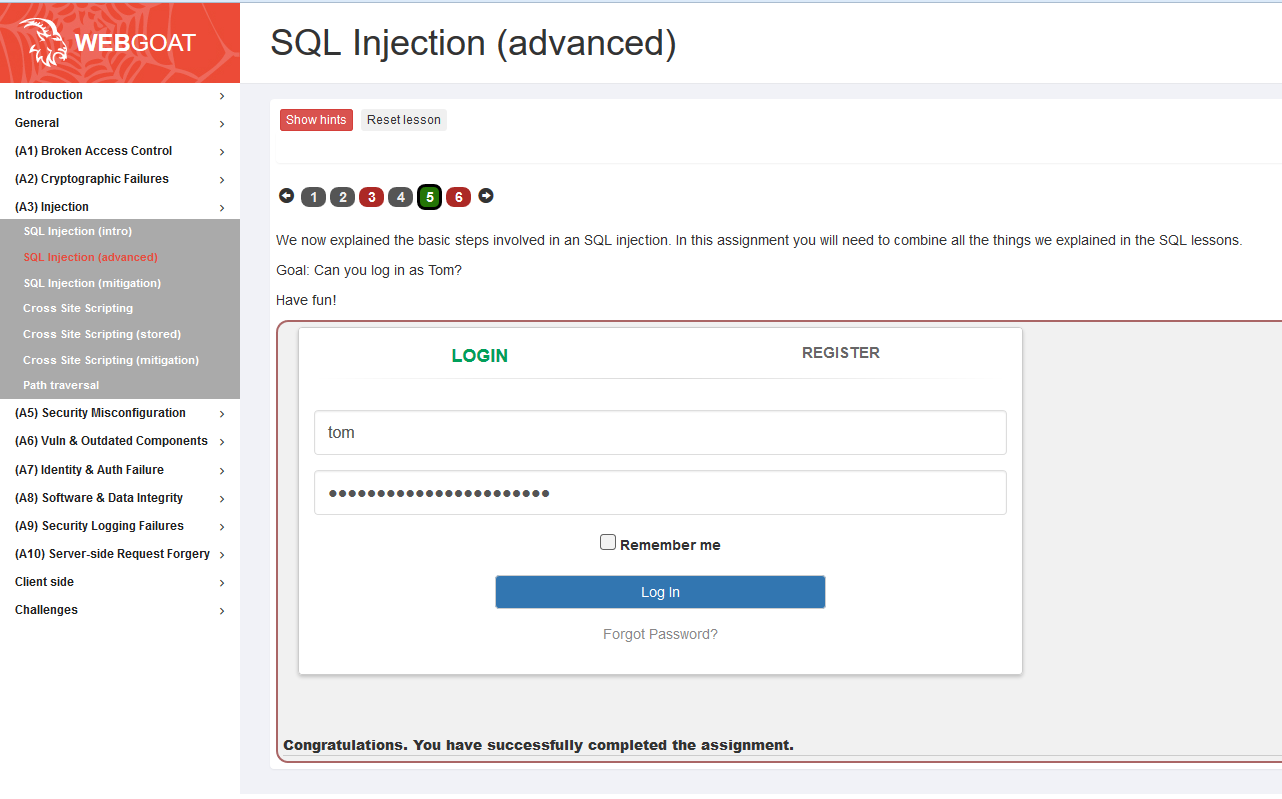 WEBGOAT
SQL Injection (advanced)
Introduction
General
(A1) Broken Access Control
(A2) Cryptographic Failures
(A3) Injection
SQL Injection (intro)
SQL Injection (advanced)
SQL Injection (mitigation)
Cross Site Scripting
Cross Site Scripting (stored)
Cross Site Scripting (mitigation)
Path traversal
(A5) Security Misconfiguration
(A6) Vuln & Outdated Components
(A7) Identity & Auth Failure
(A8) Software & Data Integrity
(A9) Security Logging Failures
(A10) Server-side Request Forgery
Client side
Challenges
Show hints Reset lesson
1 2 3 4 5 6
We now explained the basic steps involved in an SQL injection. In this assignment you will need to combine all the things we explained in the SQL lessons.
Goal: Can you log in as Tom?
Have fun!
LOGIN REGISTER
tom
•••••••••••••••••••••••
Remember me
Log In
Forgot Password?
Congratulations. You have successfully completed the assignment.